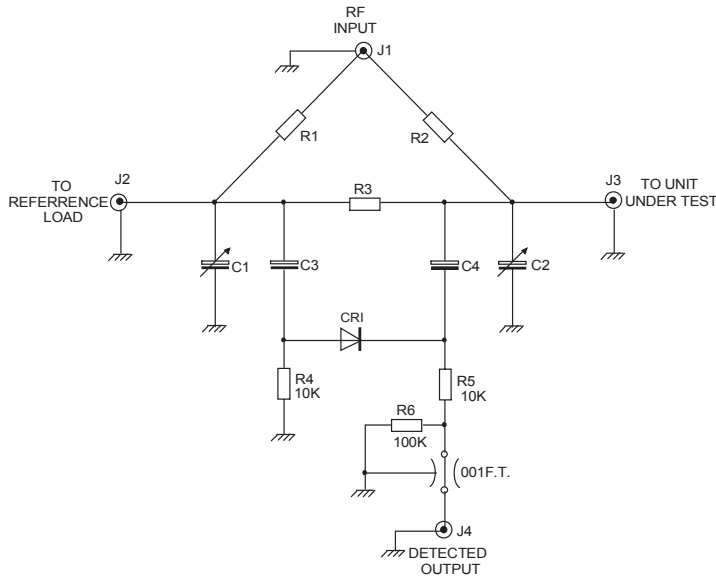 RF
INPUT
J1
R1
R2
J2
TO
REFERRENCE
LOAD
R3
J3
TO UNIT
UNDER TEST
C1
C3
C4
C2
CRI
R4
10K
R5
10K
R6
100K
001F.T.
J4
DETECTED
OUTPUT